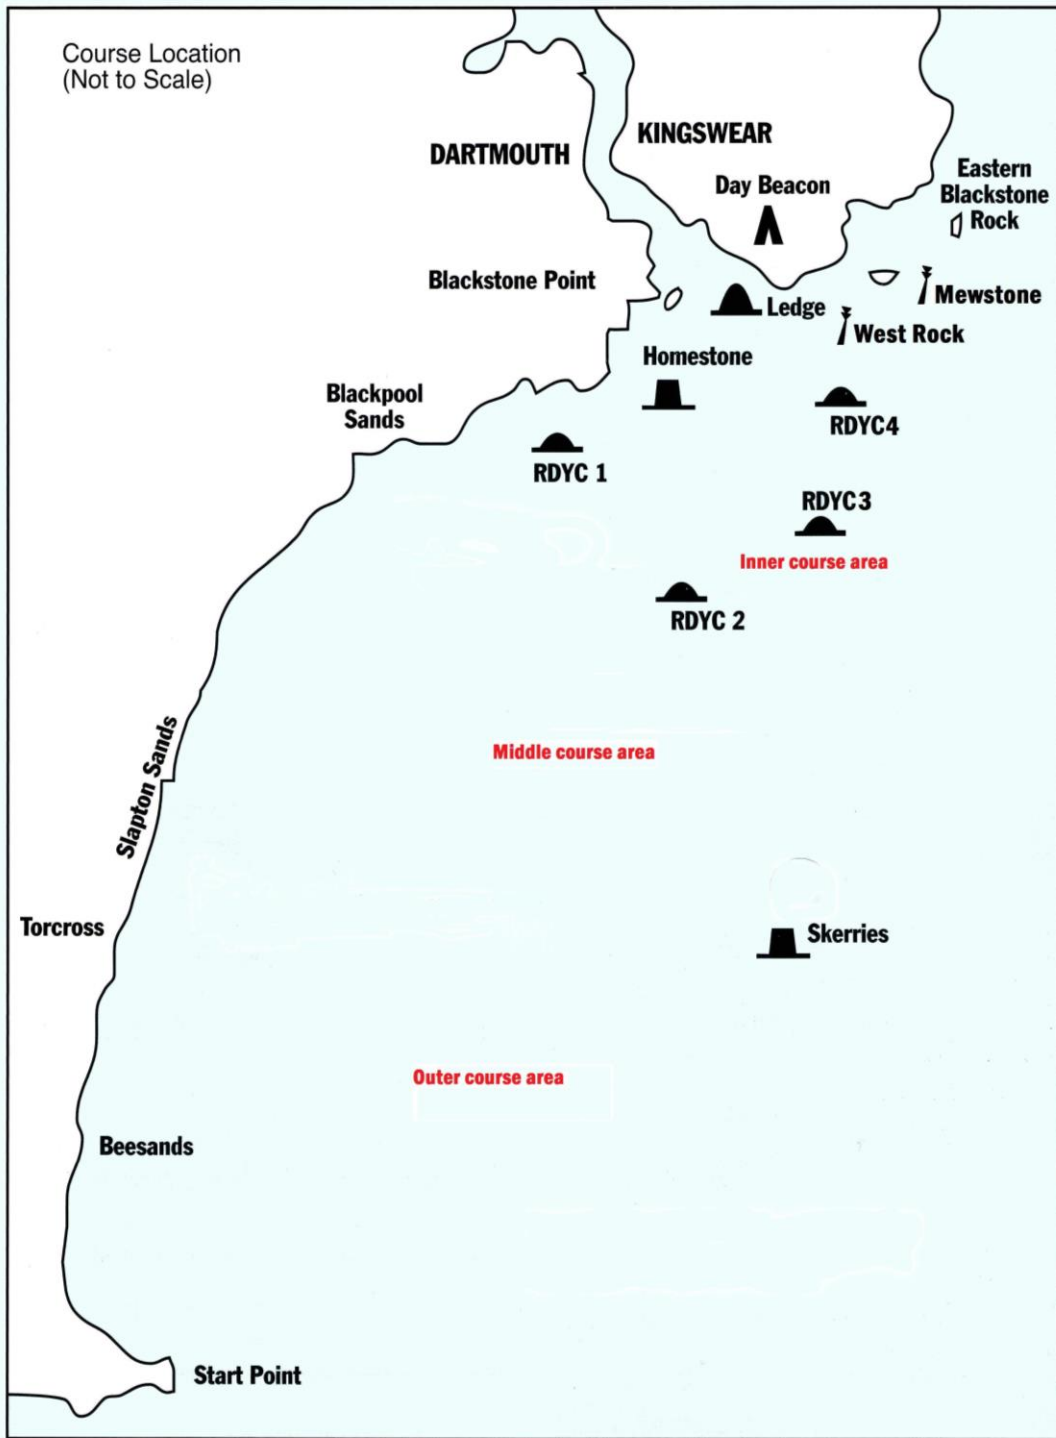 Course Location
(Not to Scale)
DARTMOUTH
KINGSWEAR
Day Beacon
Eastern
Blackstone
Rock
Blackstone Point
Ledge
Mewstone
West Rock
Homestone
Blackpool
Sands
RDYC4
RDYC 1
RDYC3
Inner course area
RDYC 2
Middle course area
Slapton Sands
Torcross
Skerries
Outer course area
Beesands
Start Point